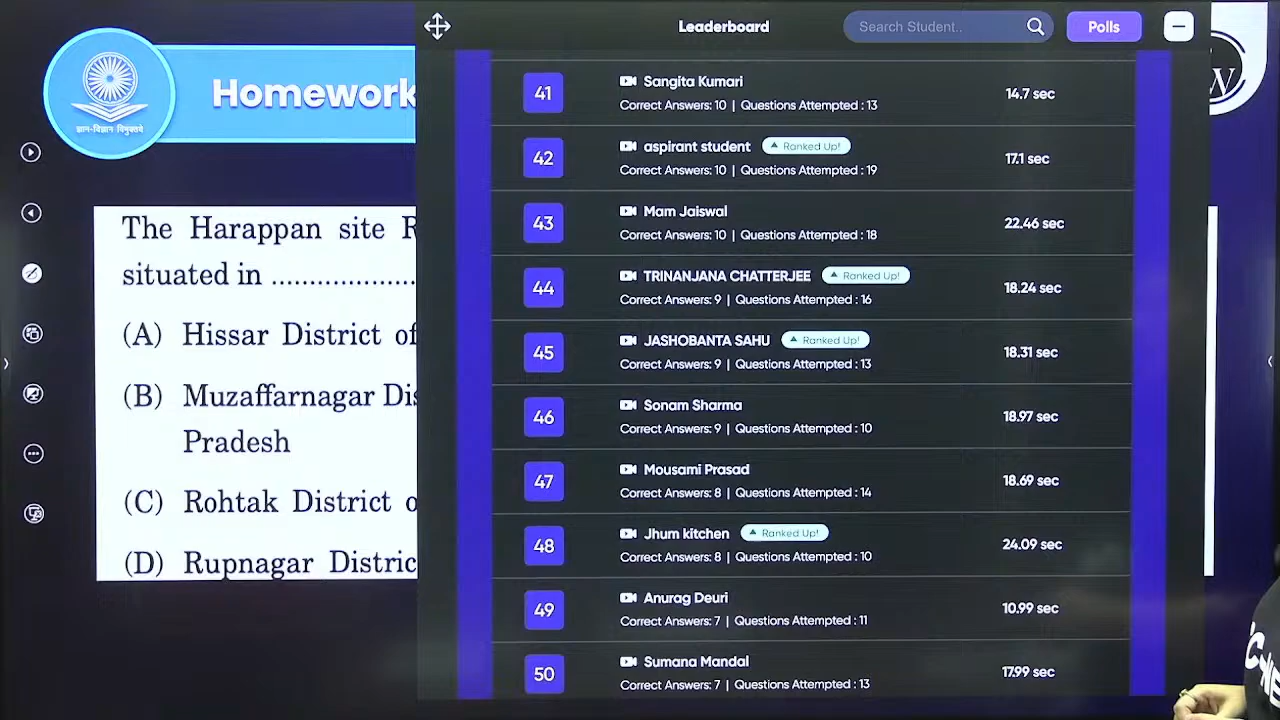 Leaderboard
Search Student..
Polls
ज्ञान-विज्ञान विमुक्तये
Homework
W
The Harappan site R
situated in ...................
(A) Hissar District of
(B) Muzaffarnagar Dis
Pradesh
(C) Rohtak District o
(D) Rupnagar Distric
41
Sangita Kumari
Correct Answers: 10 | Questions Attempted : 13
14.7 sec
42
aspirant student
Ranked Up!
Correct Answers: 10 | Questions Attempted : 19
17.1 sec
43
Mam Jaiswal
Correct Answers: 10 | Questions Attempted : 18
22.46 sec
44
TRINANJANA CHATTERJEE
Ranked Up!
Correct Answers: 9 | Questions Attempted : 16
18.24 sec
45
JASHOBANTA SAHU
Ranked Up!
Correct Answers: 9 | Questions Attempted : 13
18.31 sec
46
Sonam Sharma
Correct Answers: 9 | Questions Attempted : 10
18.97 sec
47
Mousami Prasad
Correct Answers: 8 | Questions Attempted : 14
18.69 sec
48
Jhum kitchen
Ranked Up!
Correct Answers: 8 | Questions Attempted : 10
24.09 sec
49
Anurag Deuri
Correct Answers: 7 | Questions Attempted : 11
10.99 sec
50
Sumana Mandal
Correct Answers: 7 | Questions Attempted : 13
17.99 sec